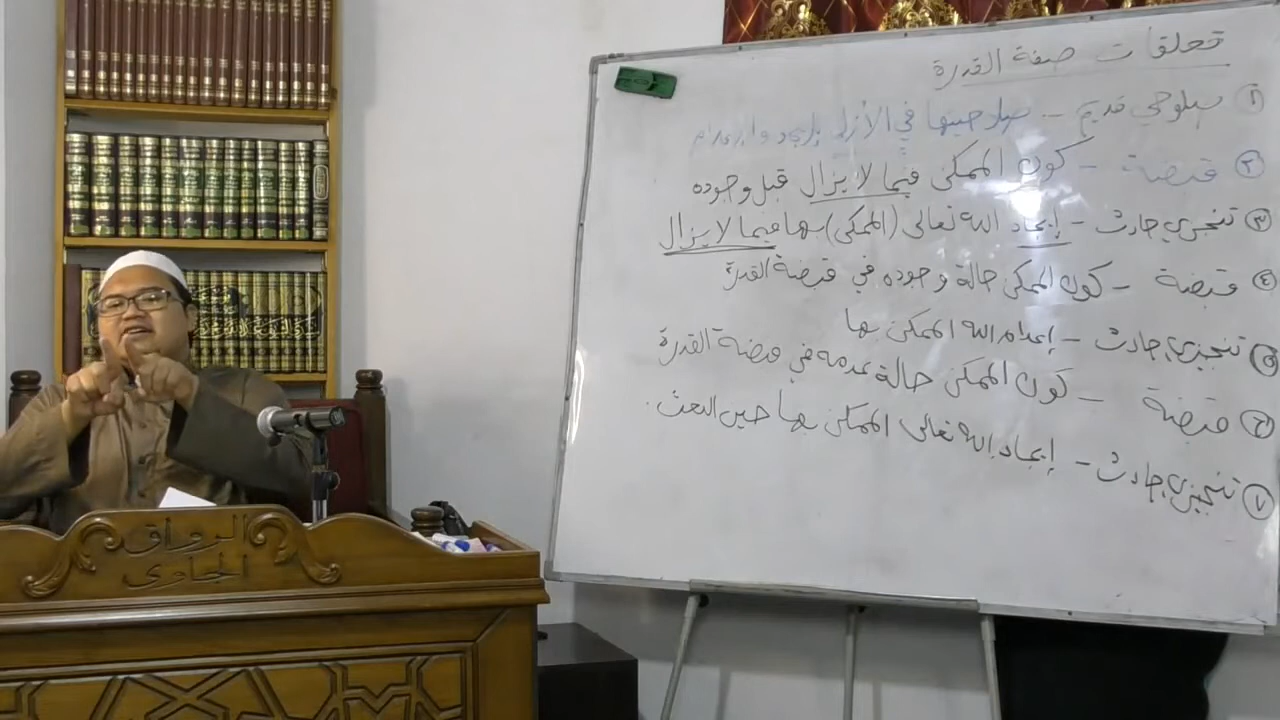 تعلقات صفة القدرة
١ صلوحي قديم - صلاحيتها في الأزل بإيجاد وإعدام
٢ قبضة - كون الممكن فيما لا يزال قبل وجوده
٣ تنجيزي حادث - إيجاد الله تعالى (الممكن) بها فيما لا يزال
٤ قبضة - كون الممكن حالة وجوده في قبضة القدرة
٥ تنجيزي حادث - إعدام الله الممكن بها
٦ قبضة - كون الممكن حالة عدمه في قبضة القدرة
٧ تنجيزي حادث - إيجاد الله تعالى الممكن بها حين البعث.
الرواق
الجاوى